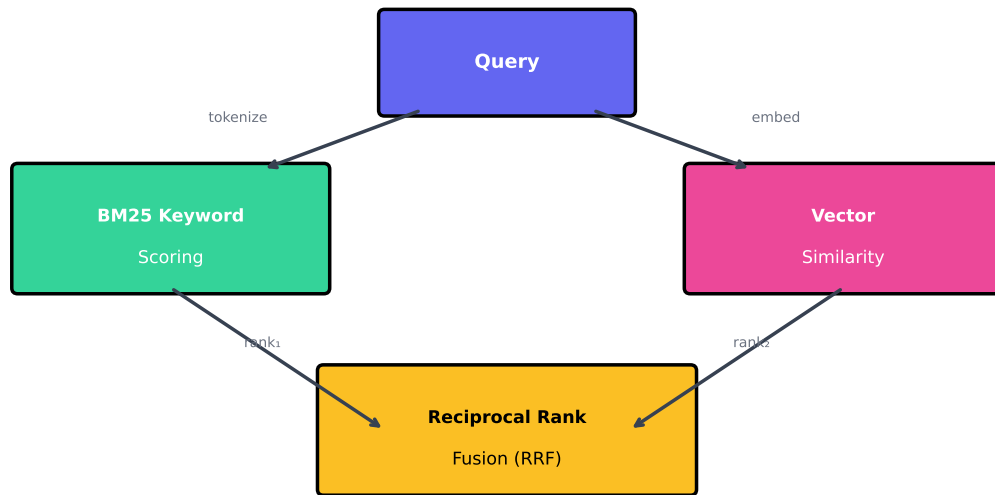 Query
tokenize
embed
BM25 Keyword
Scoring
Vector
Similarity
rank₁
rank₂
Reciprocal Rank
Fusion (RRF)